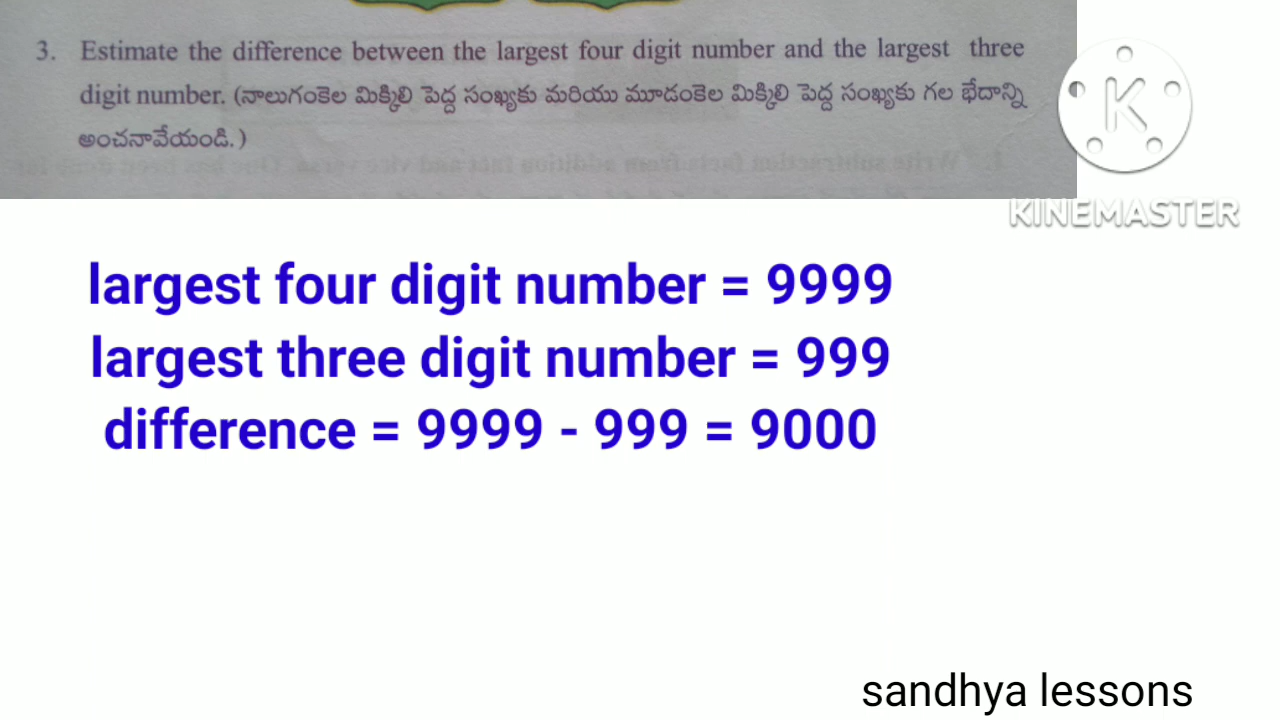 3. Estimate the difference between the largest four digit number and the largest three
digit number. (నాలుగంకెల మిక్కిలి పెద్ద సంఖ్యకు మరియు మూడంకెల మిక్కిలి పెద్ద సంఖ్యకు గల భేదాన్ని
అంచనావేయండి.)
K
KINEMASTER
largest four digit number = 9999
largest three digit number = 999
difference = 9999 - 999 = 9000
sandhya lessons